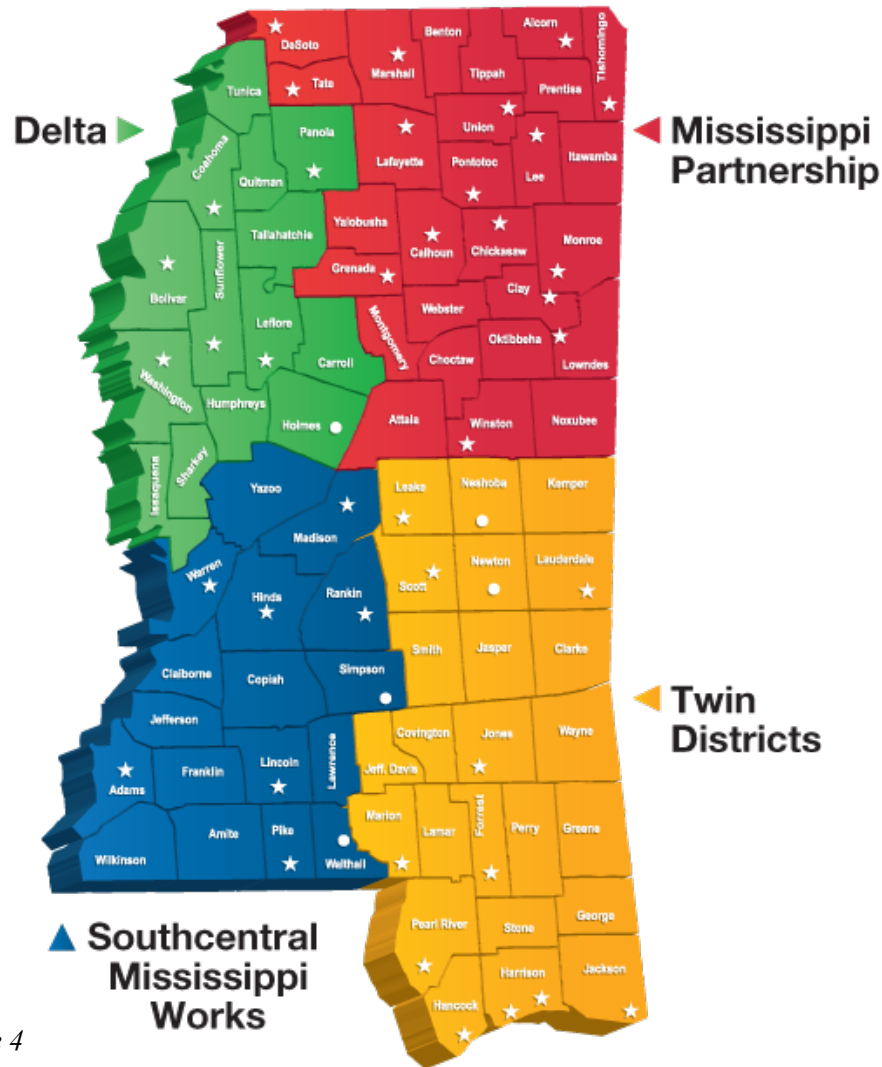 DeSoto
Tate
Marshall
Benton
Tippah
Alcorn
Tishomingo
Prentiss
Tunica
Delta
Coahoma
Quitman
Panola
Lafayette
Union
Pontotoc
Lee
Itawamba
Mississippi
Partnership
Tallahatchie
Yalobusha
Calhoun
Chickasaw
Monroe
Bolivar
Sunflower
Grenada
Clay
Leflore
Webster
Montgomery
Oktibbeha
Choctaw
Lowndes
Carroll
Washington
Humphreys
Holmes
Attala
Winston
Noxubee
Issaquena
Sharkey
Yazoo
Madison
Leake
Neshoba
Kemper
Warren
Hinds
Rankin
Scott
Newton
Lauderdale
Claiborne
Copiah
Simpson
Smith
Jasper
Clarke
Jefferson
Twin
Districts
Adams
Franklin
Lincoln
Lawrence
Covington
Jeff. Davis
Jones
Wayne
Wilkinson
Amite
Pike
Walthall
Marion
Lamar
Forrest
Perry
Greene
Southcentral
Mississippi
Works
Pearl River
Stone
George
Hancock
Harrison
Jackson
4